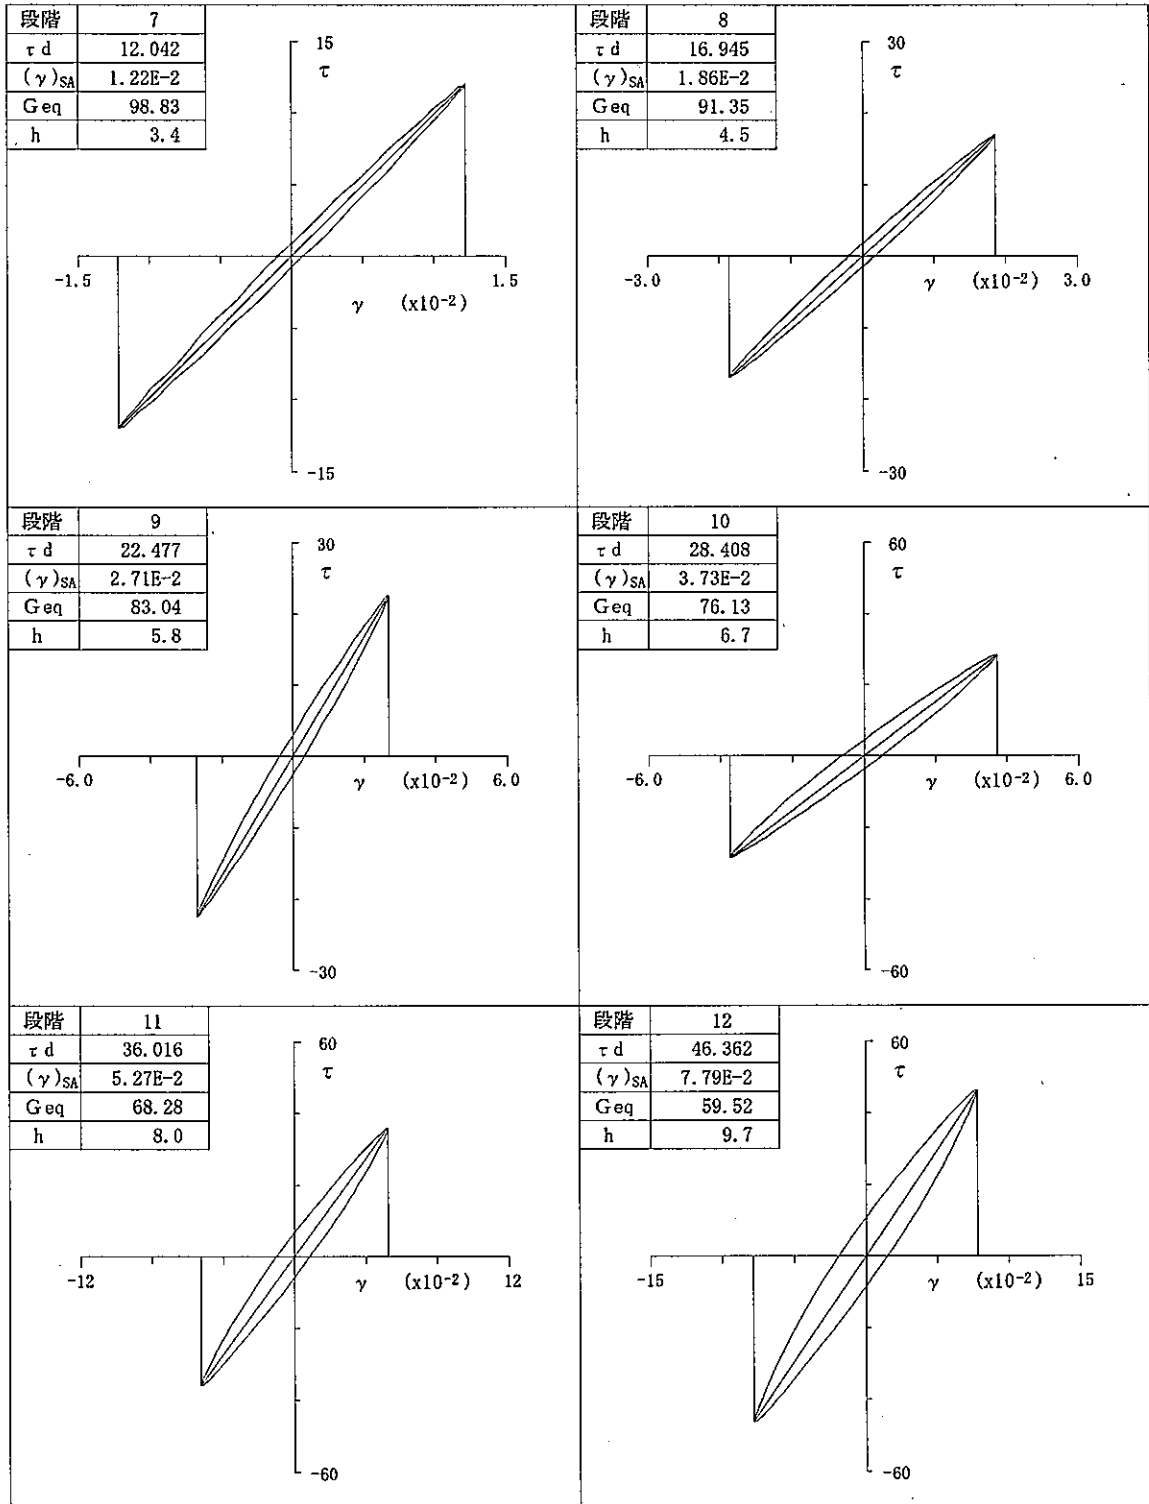 段階 7
τd 12.042
(γ)SA 1.22E-2
Geq 98.83
h 3.4
15
τ
-1.5
1.5
γ (x10-2)
-15
段階 8
τd 16.945
(γ)SA 1.86E-2
Geq 91.35
h 4.5
30
τ
-3.0
γ (x10-2) 3.0
-30
段階 9
τd 22.477
(γ)SA 2.71E-2
Geq 83.04
h 5.8
30
τ
-6.0
γ (x10-2) 6.0
-30
段階 10
τd 28.408
(γ)SA 3.73E-2
Geq 76.13
h 6.7
60
τ
-6.0
γ (x10-2) 6.0
-60
段階 11
τd 36.016
(γ)SA 5.27E-2
Geq 68.28
h 8.0
60
τ
-12
γ (x10-2) 12
-60
段階 12
τd 46.362
(γ)SA 7.79E-2
Geq 59.52
h 9.7
60
τ
-15
γ (x10-2) 15
-60